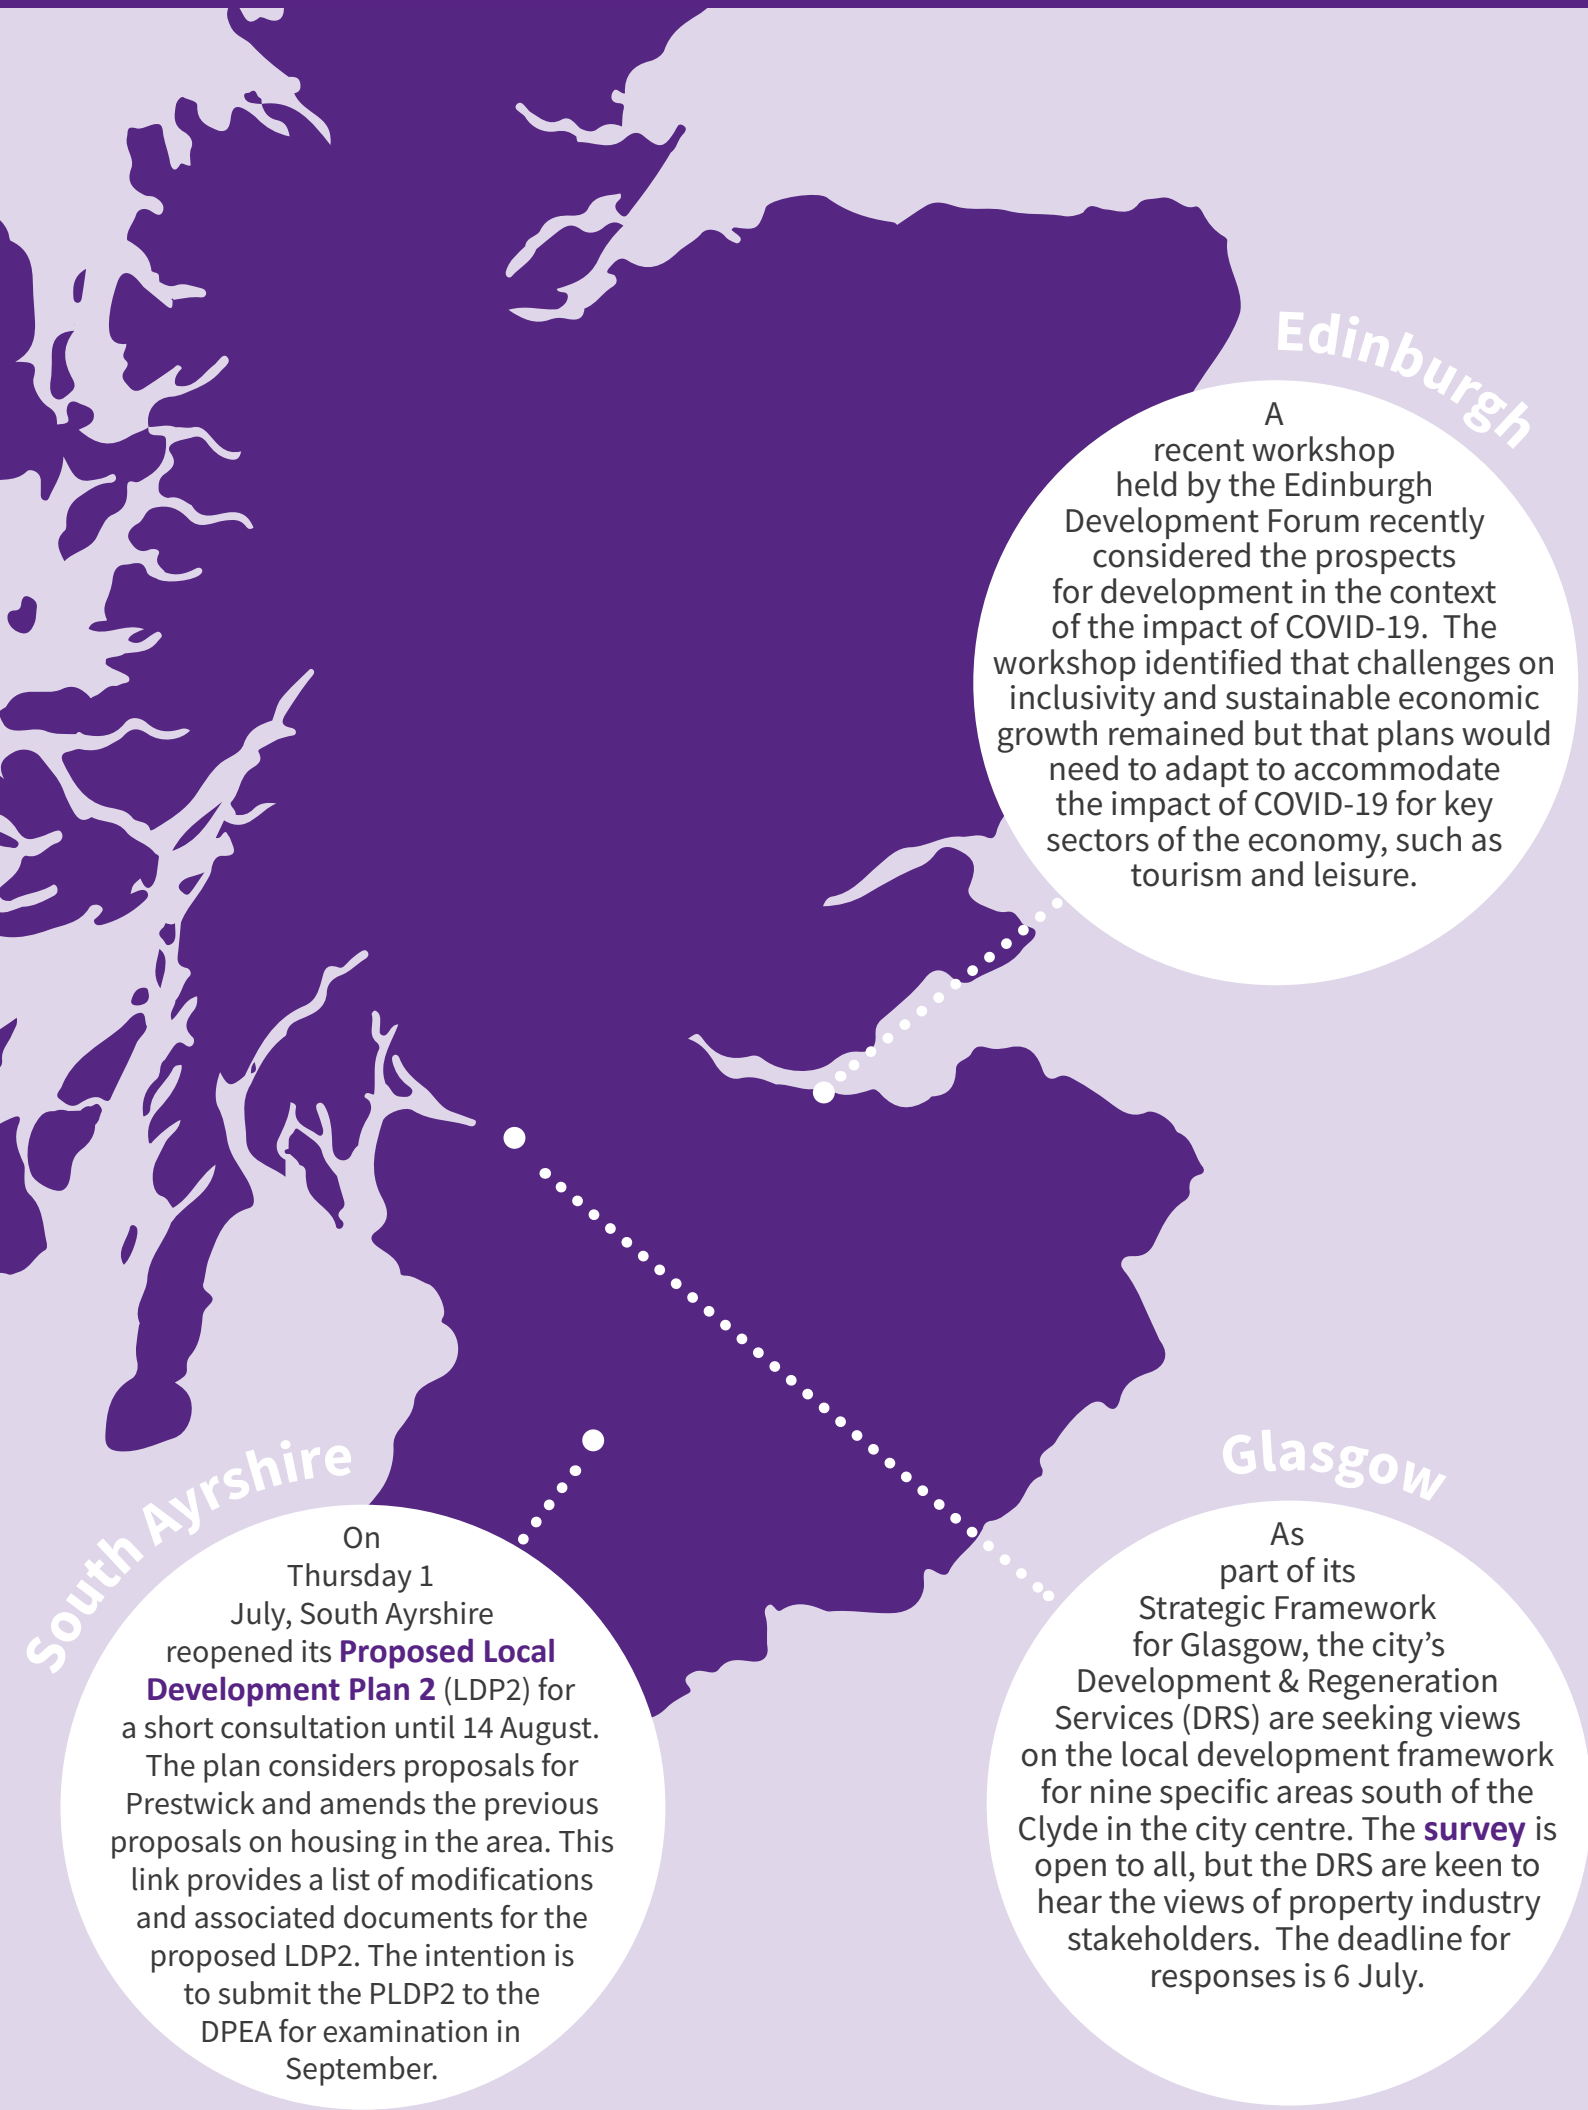 Edinburgh
A
recent workshop
held by the Edinburgh
Development Forum recently
considered the prospects
for development in the context
of the impact of COVID-19.  The
workshop identified that challenges on
inclusivity and sustainable economic
growth remained but that plans would
need to adapt to accommodate
the impact of COVID-19 for key
sectors of the economy, such as
tourism and leisure.
South Ayrshire
On
Thursday 1
July, South Ayrshire
reopened its Proposed Local
Development Plan 2 (LDP2) for
a short consultation until 14 August.
The plan considers proposals for
Prestwick and amends the previous
proposals on housing in the area. This
link provides a list of modifications
and associated documents for the
proposed LDP2. The intention is
to submit the PLDP2 to the
DPEA for examination in
September.
Glasgow
As
part of its
Strategic Framework
for Glasgow, the city’s
Development & Regeneration
Services (DRS) are seeking views
on the local development framework
for nine specific areas south of the
Clyde in the city centre. The survey is
open to all, but the DRS are keen to
hear the views of property industry
stakeholders.  The deadline for
responses is 6 July.